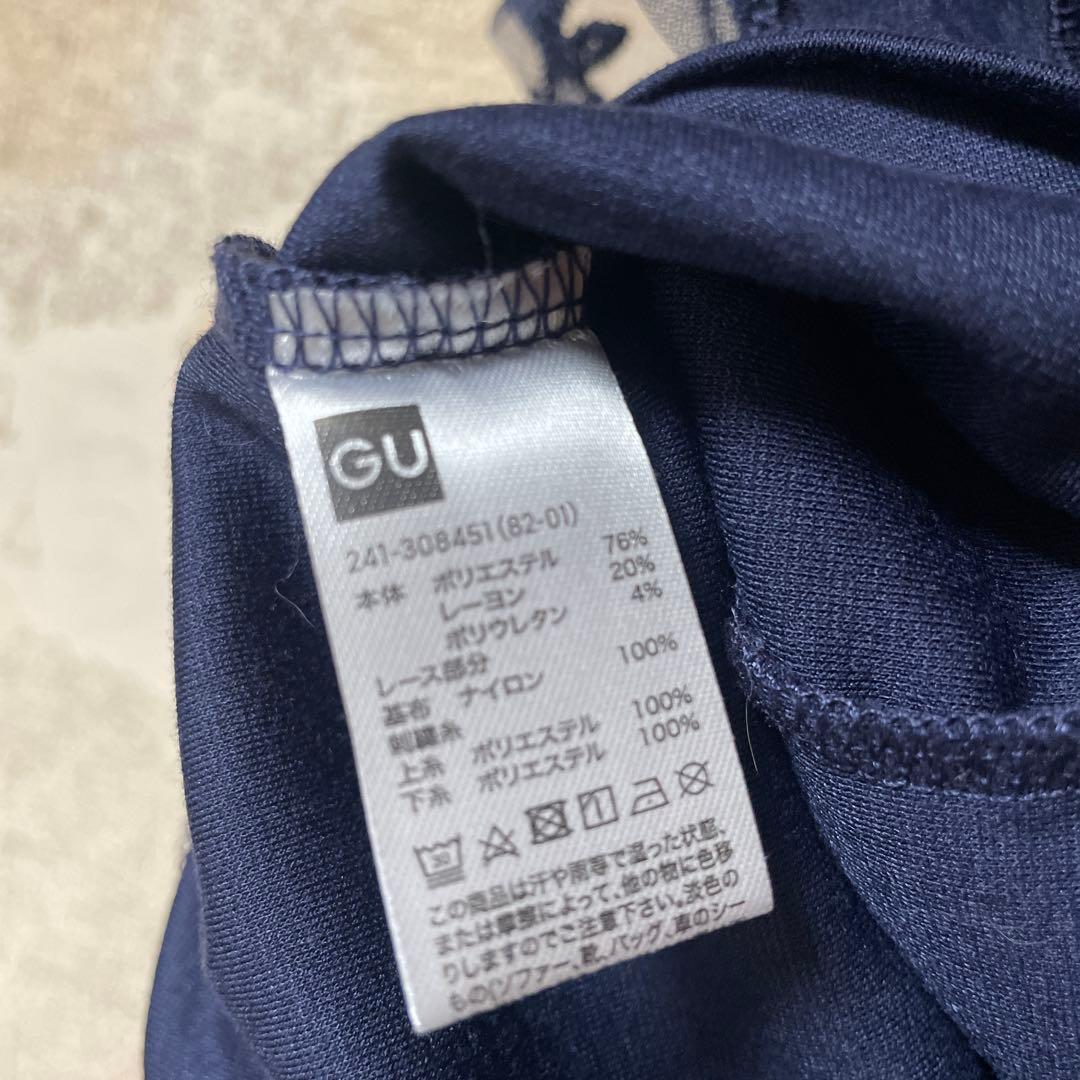 GU
241-308451(82-01)
本体 ポリエステル 76%
レーヨン 20%
ポリウレタン 4%
レース部分
基布 ナイロン 100%
刺繍糸
上糸 ポリエステル 100%
下糸 ポリエステル 100%
30
この商品は汗や雨等で湿った状態、
または摩擦によって、他の物に色移
りしますのでご注意下さい。淡色の
もの(ソファー、靴、バッグ、車のシー